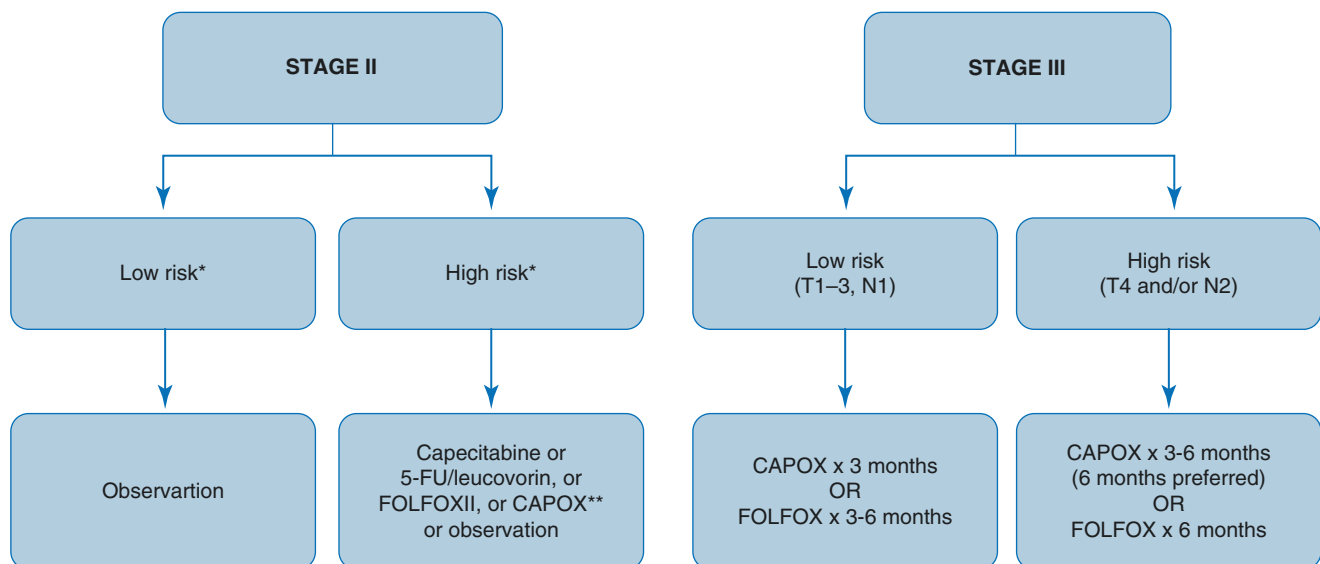 STAGE II
STAGE III
Low risk*
High risk*
Low risk
(T1–3, N1)
High risk
(T4 and/or N2)
Observartion
Capecitabine or
5-FU/leucovorin, or
FOLFOXII, or CAPOX**
or observation
CAPOX x 3 months
OR
FOLFOX x 3-6 months
CAPOX x 3-6 months
(6 months preferred)
OR
FOLFOX x 6 months